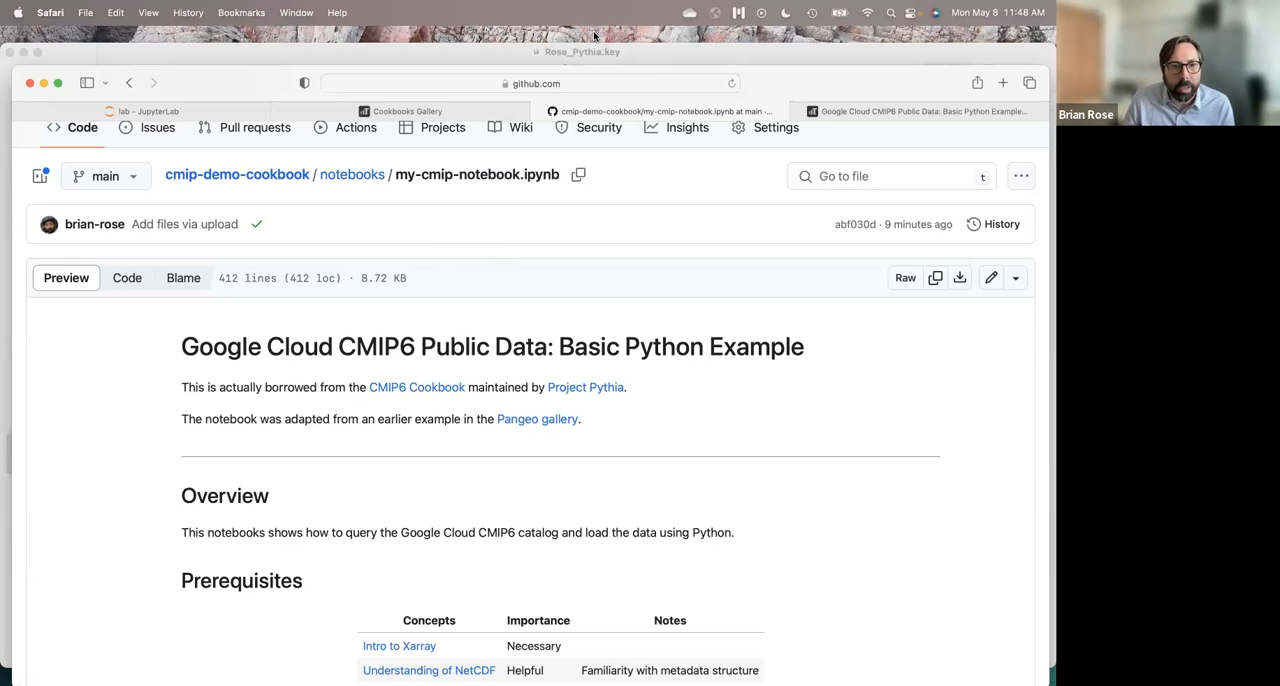 Safari File Edit View History Bookmarks Window Help Mon May 8 11:48 AM
Rose_Pythia.key
github.com
lab - JupyterLab Cookbooks Gallery cmip-demo-cookbook/my-cmip-notebook.ipynb at main ·... Google Cloud CMIP6 Public Data: Basic Python Example...
Code Issues Pull requests Actions Projects Wiki Security Insights Settings
main cmip-demo-cookbook / notebooks / my-cmip-notebook.ipynb Go to file t
brian-rose Add files via upload abf030d · 9 minutes ago History
Preview Code Blame 412 lines (412 loc) · 8.72 KB Raw
Google Cloud CMIP6 Public Data: Basic Python Example
This is actually borrowed from the CMIP6 Cookbook maintained by Project Pythia.
The notebook was adapted from an earlier example in the Pangeo gallery.
Overview
This notebooks shows how to query the Google Cloud CMIP6 catalog and load the data using Python.
Prerequisites
Concepts Importance Notes
Intro to Xarray Necessary
Understanding of NetCDF Helpful Familiarity with metadata structure
Brian Rose